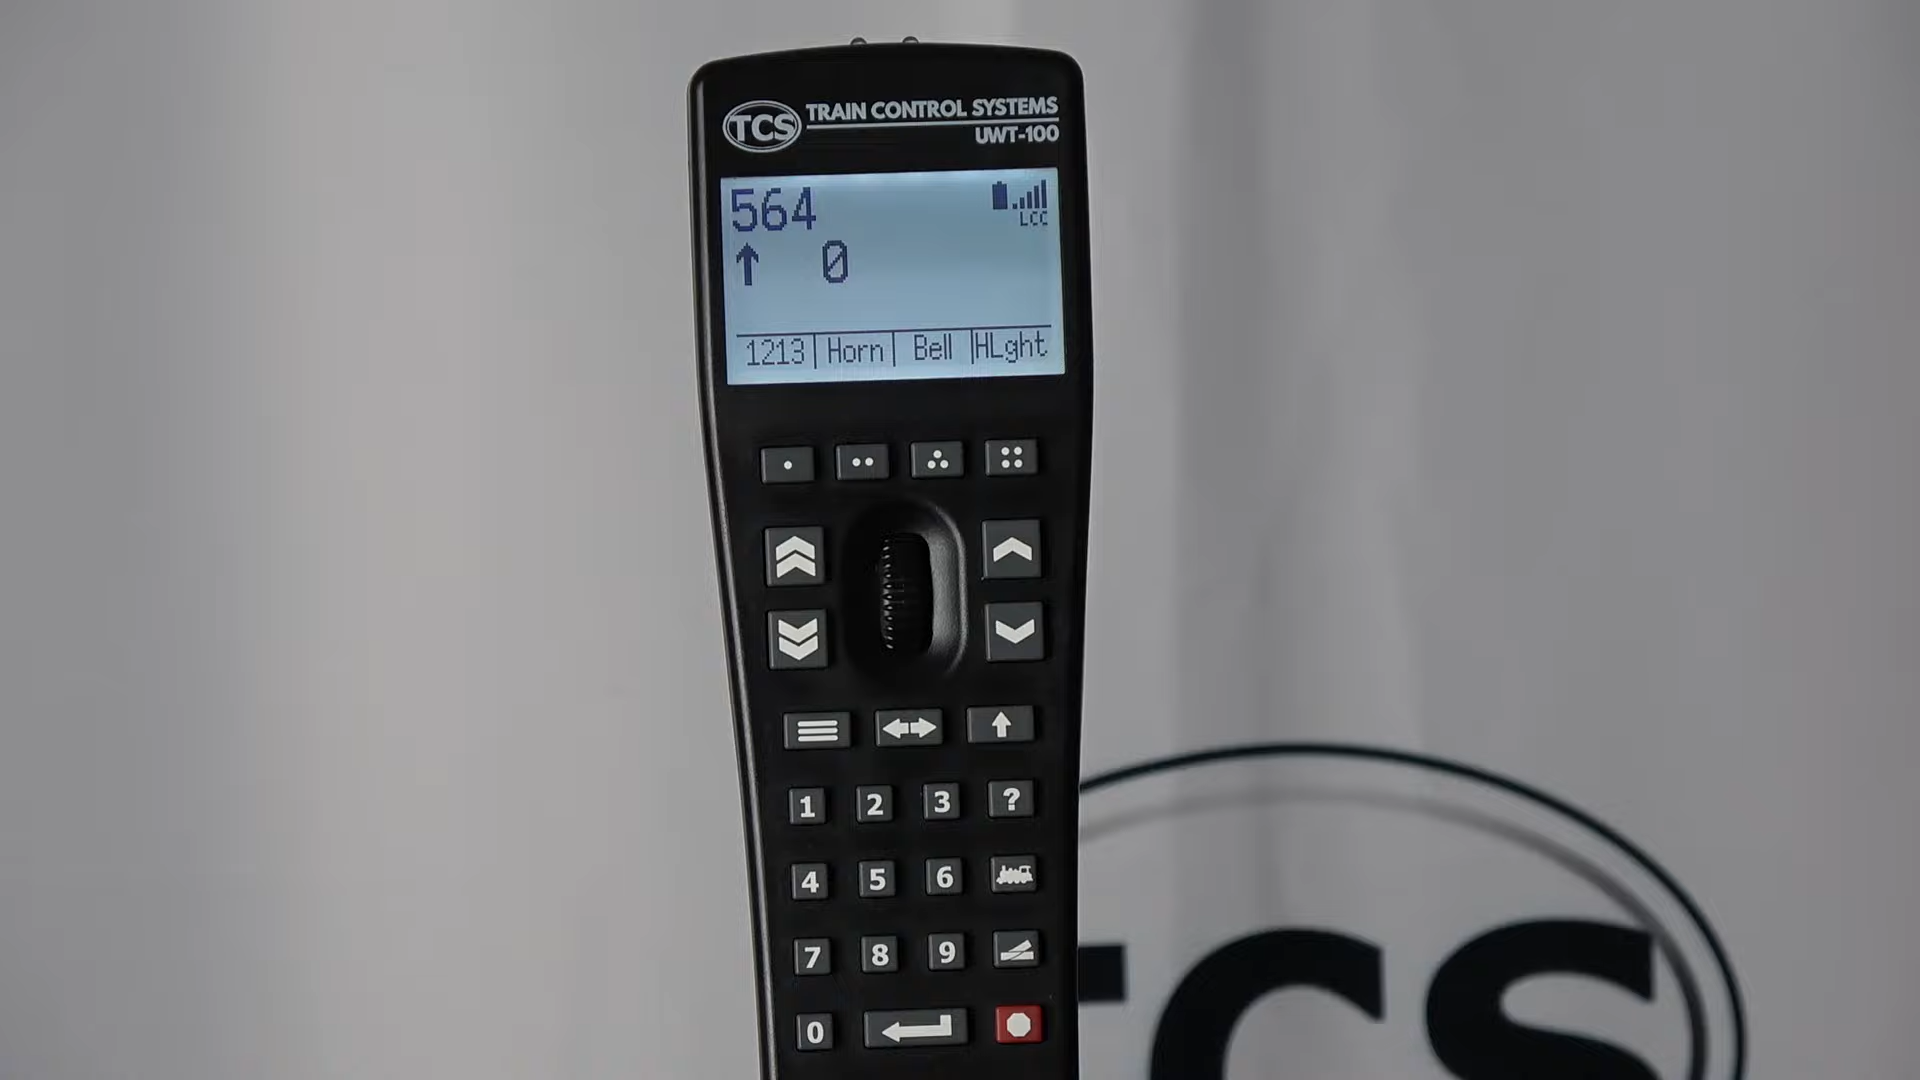 TCS TRAIN CONTROL SYSTEMS
UWT-100
564
LCC
↑ 0
1213 Horn Bell HLght
1 2 3 ?
4 5 6
7 8 9
0
TCS